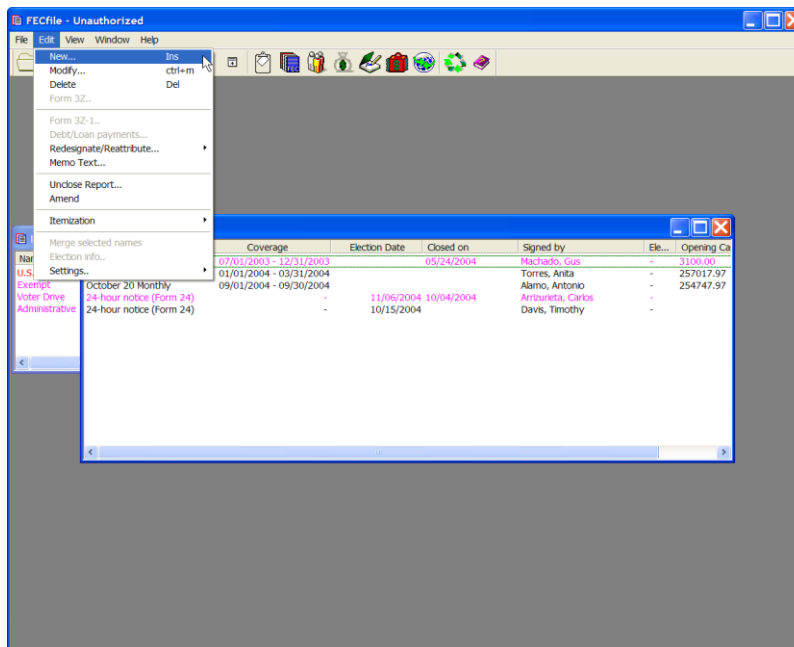 FECfile - Unauthorized
File Edit View Window Help
New... Ins
Modify... ctrl+m
Delete Del
Form 3Z..
Form 3Z-1..
Debt/Loan payments...
Redesignate/Reattribute...
Memo Text...
Unclose Report...
Amend
Itemization
Merge selected names
Election info..
Settings..
Nar
U.S.
Exempt
Voter Drive
Administrative
Coverage Election Date Closed on Signed by Ele... Opening Ca
07/01/2003 - 12/31/2003 05/24/2004 Machado, Gus - 3100.00
01/01/2004 - 03/31/2004 Torres, Anita - 257017.97
October 20 Monthly 09/01/2004 - 09/30/2004 Alamo, Antonio - 254747.97
24-hour notice (Form 24) - 11/06/2004 10/04/2004 Arrizurieta, Carlos -
24-hour notice (Form 24) - 10/15/2004 Davis, Timothy -